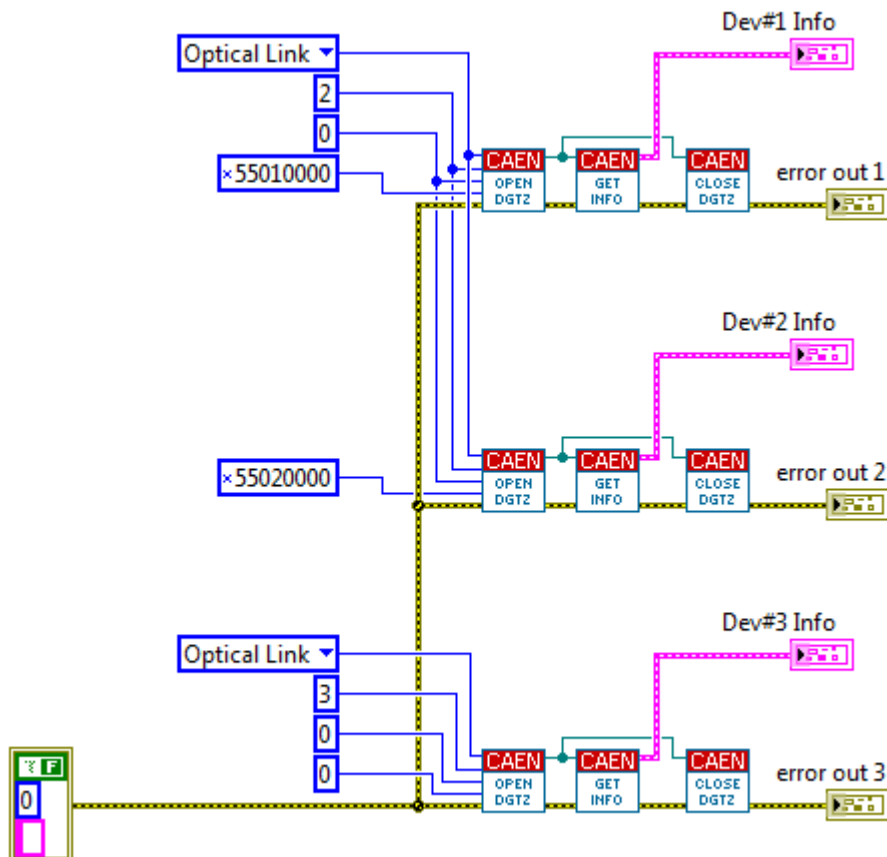 Dev#1 Info
Optical Link
2
0
×55010000
CAEN CAEN CAEN
OPEN DGTZ
GET INFO
CLOSE DGTZ
error out 1
Dev#2 Info
×55020000
CAEN CAEN CAEN
OPEN DGTZ
GET INFO
CLOSE DGTZ
error out 2
Dev#3 Info
Optical Link
3
0
0
CAEN CAEN CAEN
OPEN DGTZ
GET INFO
CLOSE DGTZ
error out 3
F
0